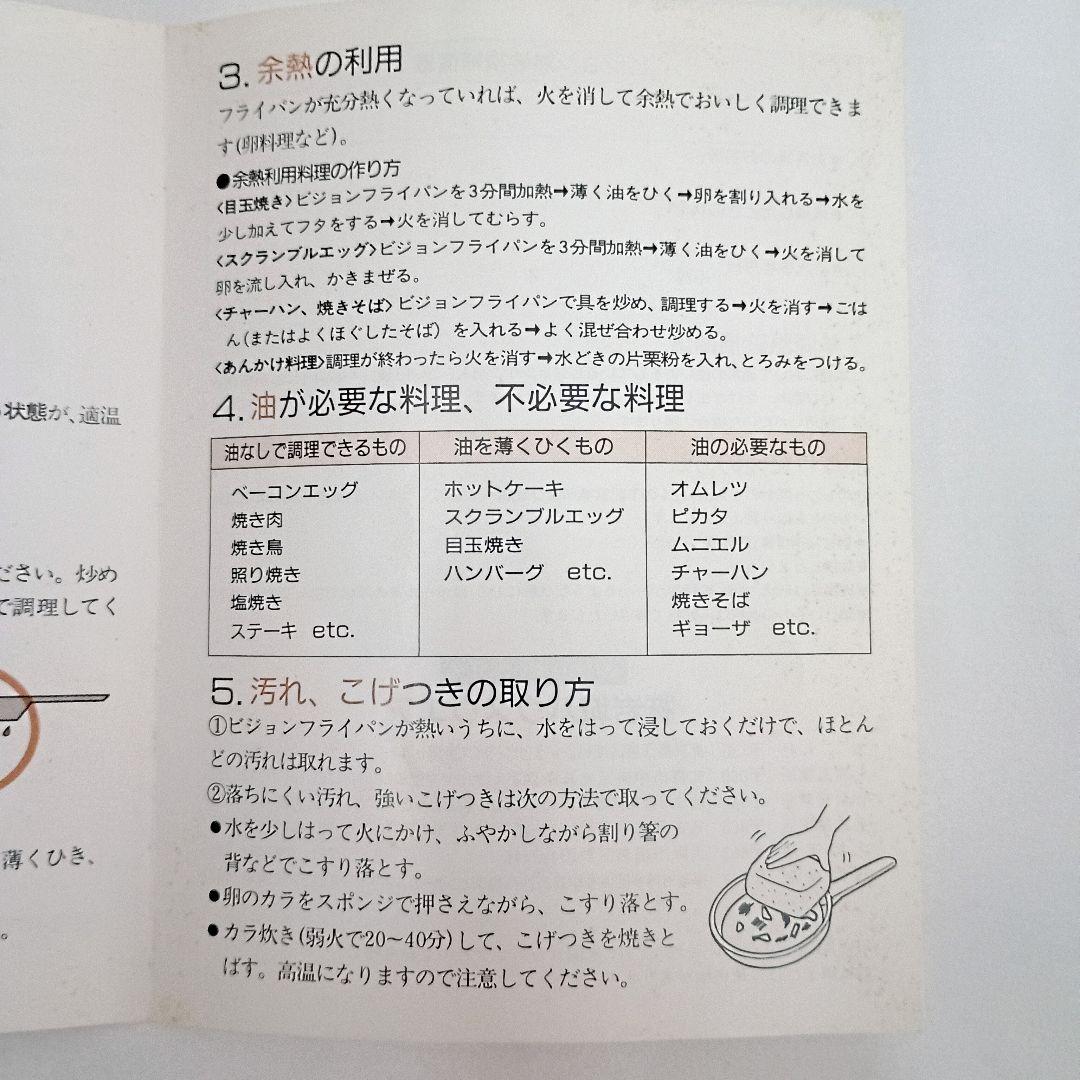 状態が、適温
ださい。炒め
で調理してく
薄くひき、
。
3.余熱の利用
フライパンが充分熱くなっていれば、火を消して余熱でおいしく調理できま
す(卵料理など)。
●余熱利用料理の作り方
〈目玉焼き〉ビジョンフライパンを3分間加熱➞薄く油をひく➞卵を割り入れる➞水を
少し加えてフタをする➞火を消してむらす。
〈スクランブルエッグ〉ビジョンフライパンを3分間加熱➞薄く油をひく➞火を消して
卵を流し入れ、かきまぜる。
〈チャーハン、焼きそば〉ビジョンフライパンで具を炒め、調理する➞火を消す➞ごは
ん(またはよくほぐしたそば)を入れる➞よく混ぜ合わせ炒める。
〈あんかけ料理〉調理が終わったら火を消す➞水どきの片栗粉を入れ、とろみをつける。
4.油が必要な料理、不必要な料理
油なしで調理できるもの 油を薄くひくもの 油の必要なもの
ベーコンエッグ ホットケーキ オムレツ
焼き肉 スクランブルエッグ ピカタ
焼き鳥 目玉焼き ムニエル
照り焼き ハンバーグ etc. チャーハン
塩焼き 焼きそば
ステーキ etc. ギョーザ etc.
5.汚れ、こげつきの取り方
①ビジョンフライパンが熱いうちに、水をはって浸しておくだけで、ほとん
どの汚れは取れます。
②落ちにくい汚れ、強いこげつきは次の方法で取ってください。
●水を少しはって火にかけ、ふやかしながら割り箸の
背などでこすり落とす。
●卵のカラをスポンジで押さえながら、こすり落とす。
●カラ炊き(弱火で20〜40分)して、こげつきを焼きと
ばす。高温になりますので注意してください。